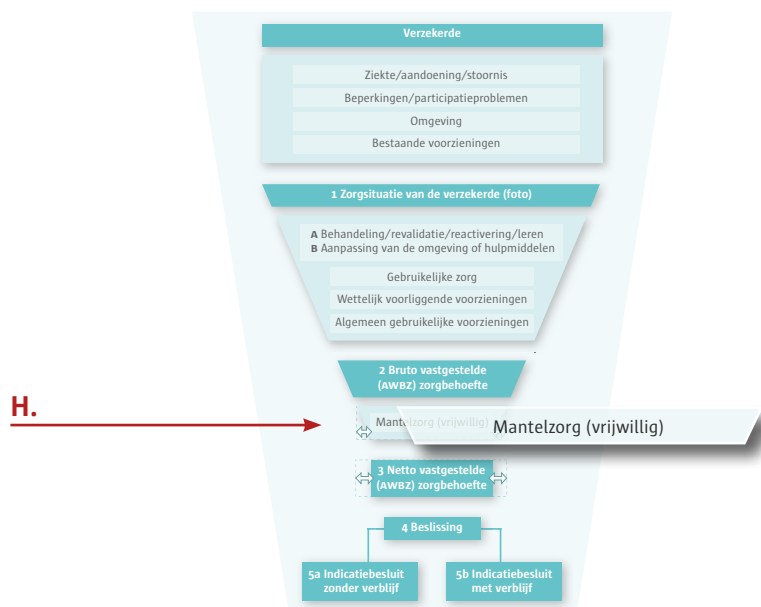 Verzekerde
Ziekte/aandoening/stoornis
Beperkingen/participatieproblemen
Omgeving
Bestaande voorzieningen
1 Zorgsituatie van de verzekerde (foto)
A Behandeling/revalidatie/reactivering/leren
B Aanpassing van de omgeving of hulpmiddelen
Gebruikelijke zorg
Wettelijk voorliggende voorzieningen
Algemeen gebruikelijke voorzieningen
2 Bruto vastgestelde
(AWBZ) zorgbehoefte
H.
Mantelzorg (vrijwillig)
Mantelzorg (vrijwillig)
3 Netto vastgestelde
(AWBZ) zorgbehoefte
4 Beslissing
5a Indicatiebesluit
zonder verblijf
5b Indicatiebesluit
met verblijf